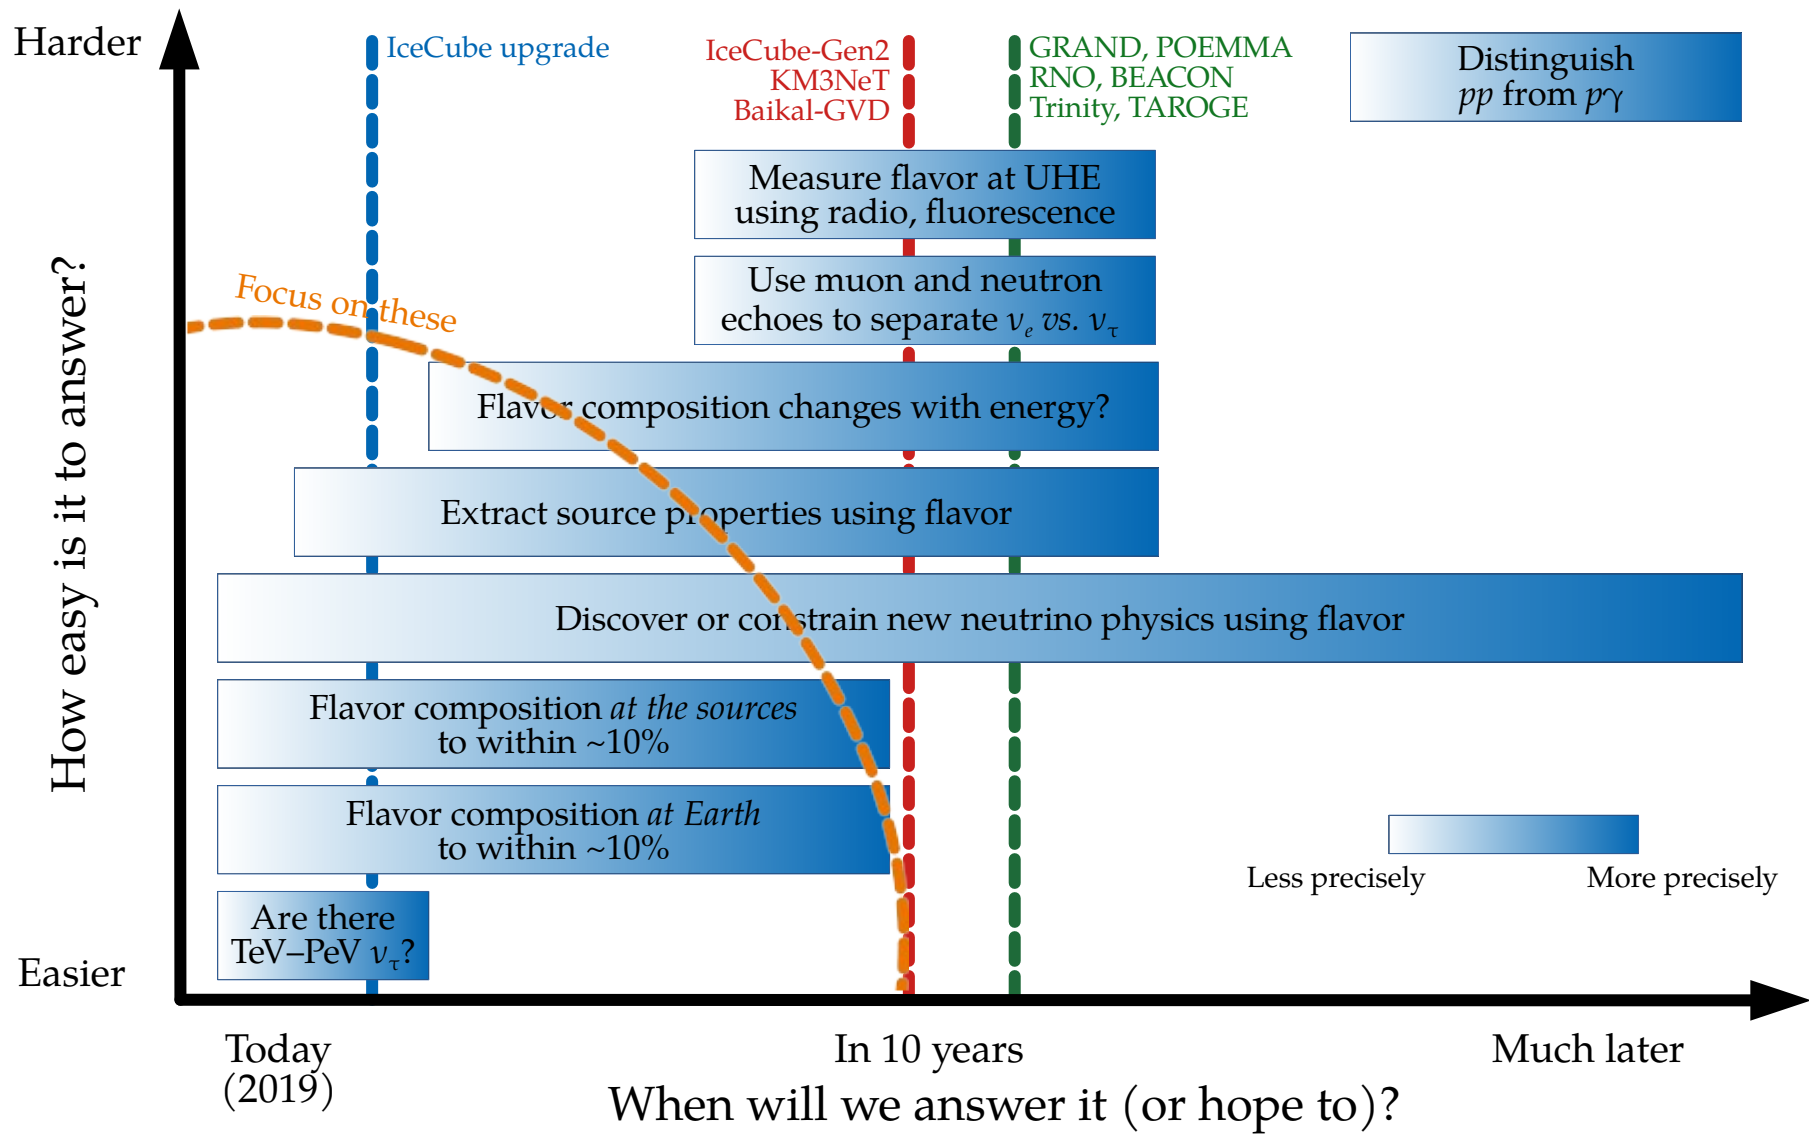 Harder
IceCube upgrade
IceCube-Gen2
KM3NeT
Baikal-GVD
GRAND, POEMMA
RNO, BEACON
Trinity, TAROGE
Distinguish
pp from pγ
Measure flavor at UHE
using radio, fluorescence
Use muon and neutron
echoes to separate νe vs. ντ
Focus on these
Flavor composition changes with energy?
Extract source properties using flavor
Discover or constrain new neutrino physics using flavor
Flavor composition at the sources
to within ~10%
Flavor composition at Earth
to within ~10%
Are there
TeV–PeV ντ?
Less precisely
More precisely
How easy is it to answer?
Easier
Today
(2019)
In 10 years
Much later
When will we answer it (or hope to)?